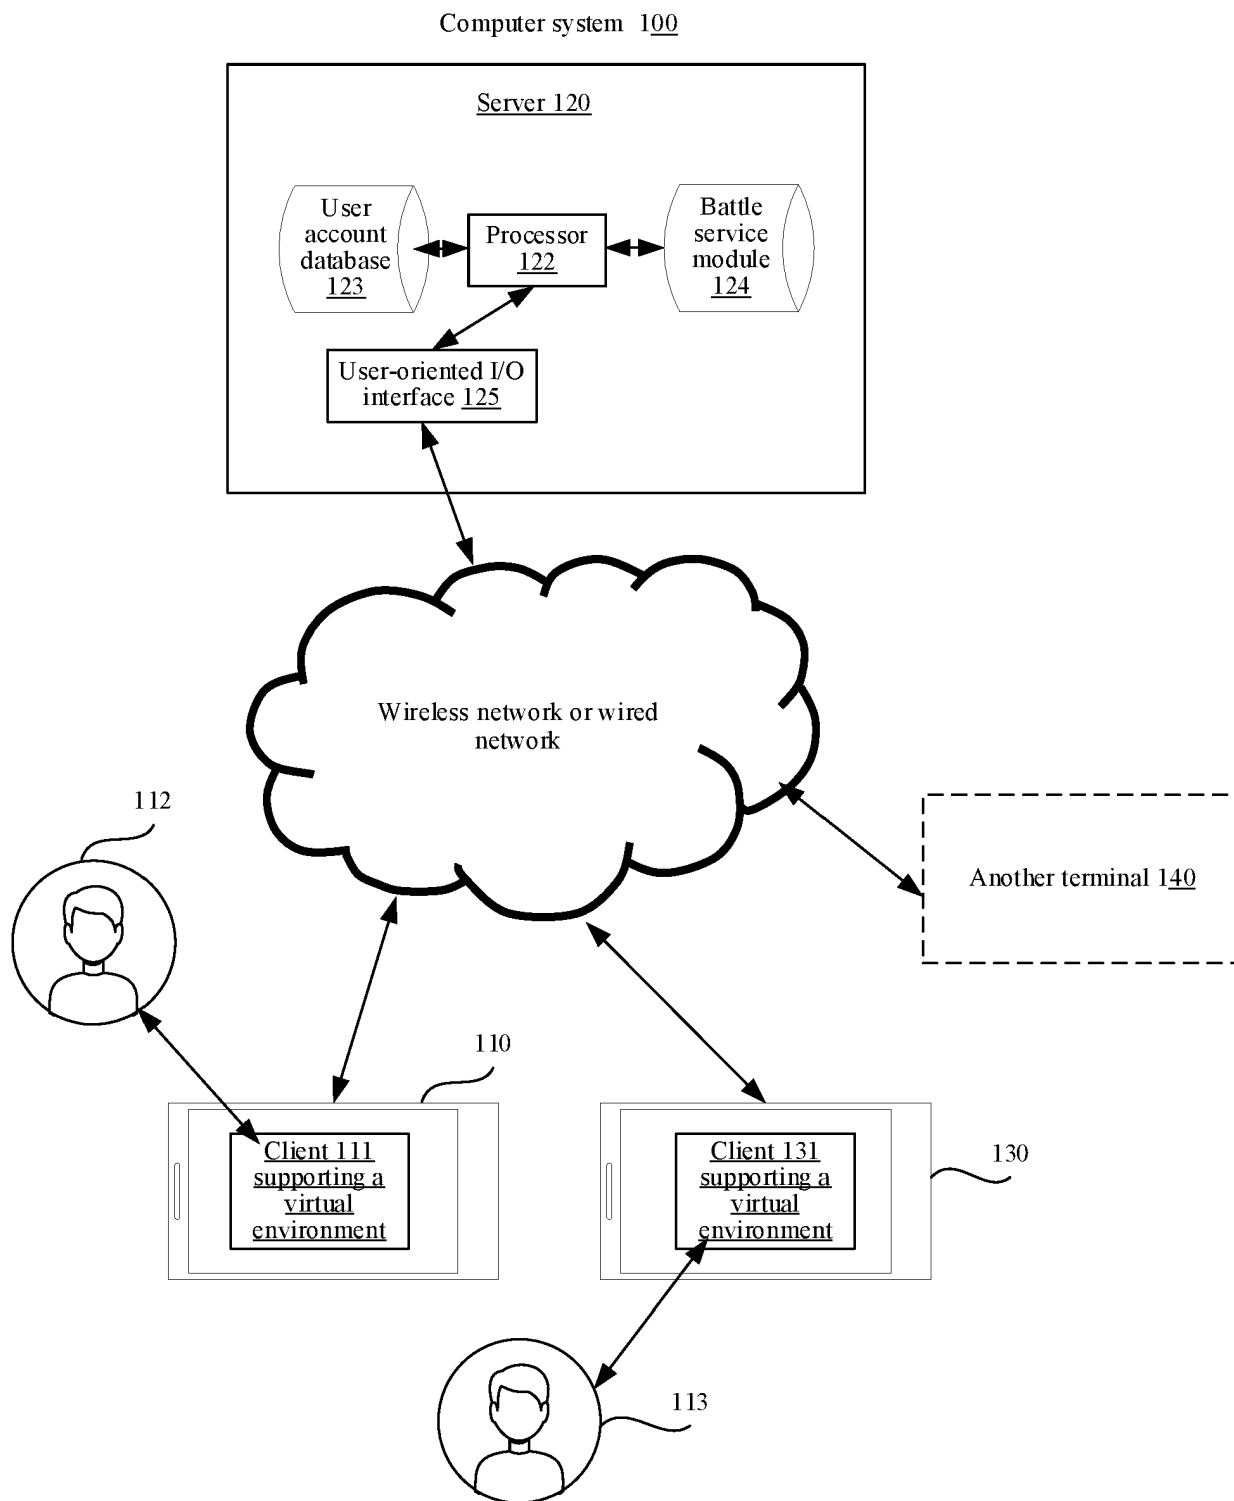 Computer system 100
Server 120
User
account
database
123
Processor
122
Battle
service
module
124
User-oriented I/O
interface 125
Wireless network or wired
network
112
Another terminal 140
110
Client 111
supporting a
virtual
environment
Client 131
supporting a
virtual
environment
130
113